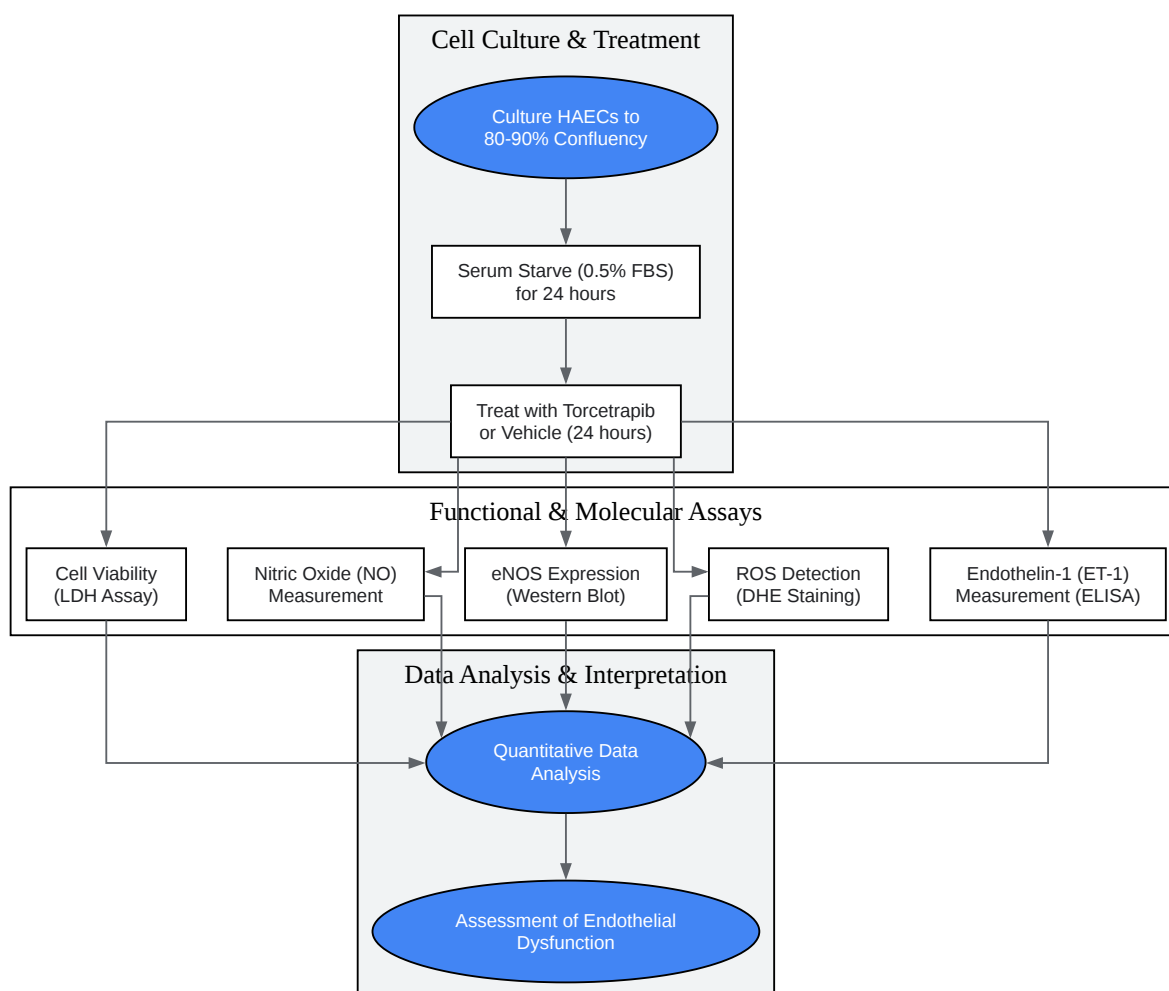 Cell Culture & Treatment
Culture HAECs to
80-90% Confluency
Serum Starve (0.5% FBS)
for 24 hours
Treat with Torcetrapib
or Vehicle (24 hours)
Functional & Molecular Assays
Cell Viability
(LDH Assay)
Nitric Oxide (NO)
Measurement
eNOS Expression
(Western Blot)
ROS Detection
(DHE Staining)
Endothelin-1 (ET-1)
Measurement (ELISA)
Data Analysis & Interpretation
Quantitative Data
Analysis
Assessment of Endothelial
Dysfunction